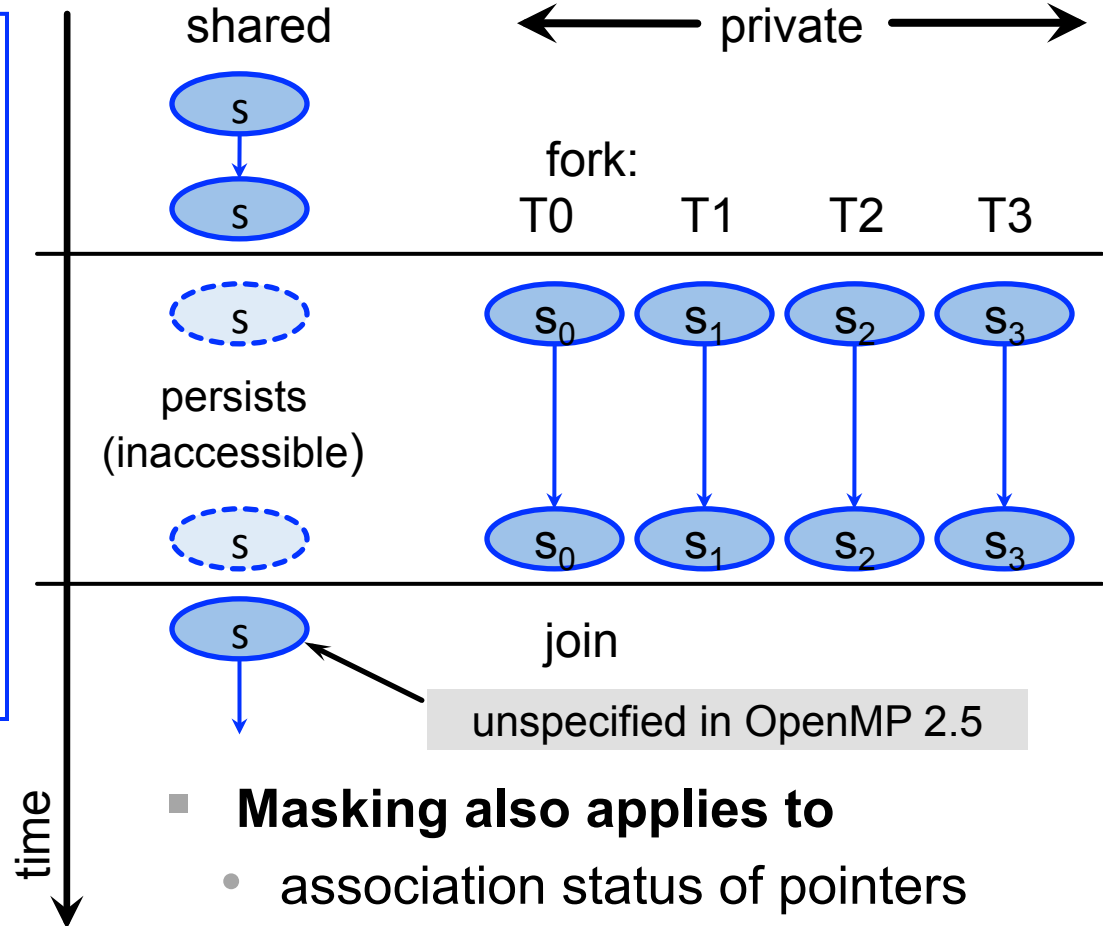 shared
private
s
fork:
s
T0 T1 T2 T3
s
s₀ s₁ s₂ s₃
persists
(inaccessible)
s
s₀ s₁ s₂ s₃
s
join
unspecified in OpenMP 2.5
time
■ Masking also applies to
• association status of pointers